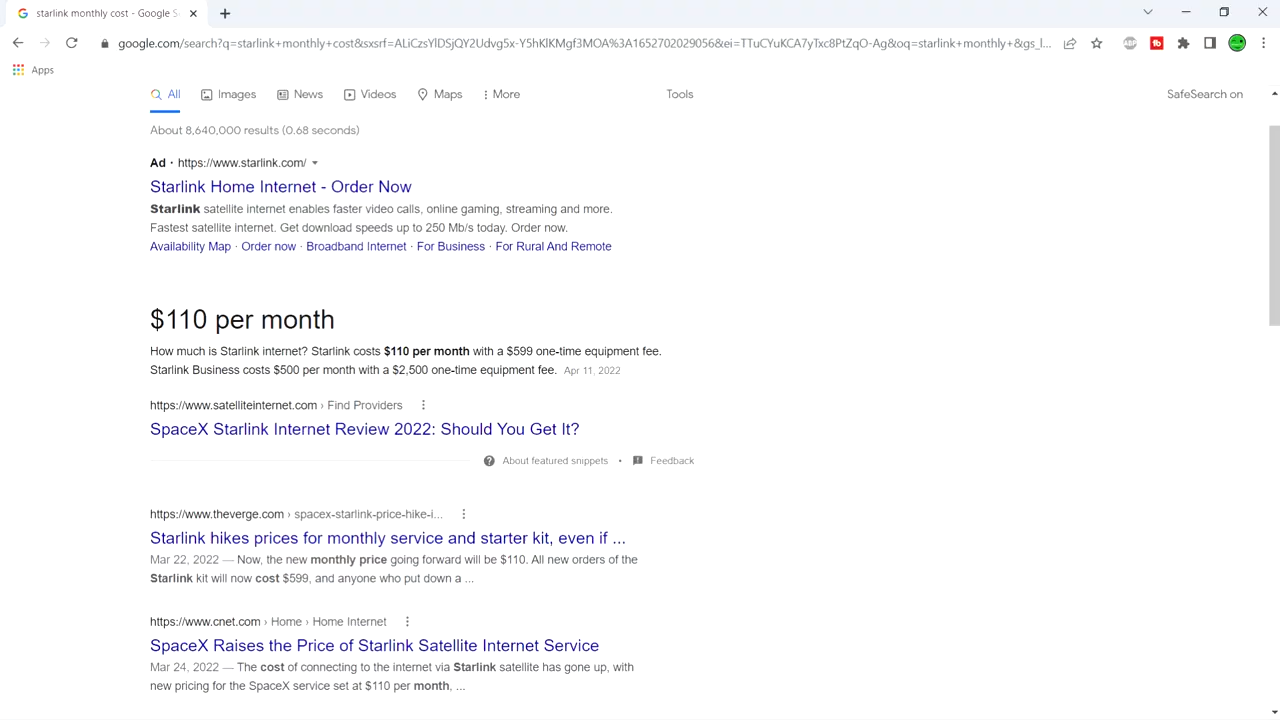 starlink monthly cost - Google S
google.com/search?q=starlink+monthly+cost&sxsrf=ALiCzsYlDSjQY2Udvg5x-Y5hKlKMgf3MOA%3A1652702029056&ei=TTuCYuKCA7yTxc8PtZqO-Ag&oq=starlink+monthly+&gs_l...
Apps
All Images News Videos Maps More Tools SafeSearch on
About 8,640,000 results (0.68 seconds)
Ad · https://www.starlink.com/
Starlink Home Internet - Order Now
Starlink satellite internet enables faster video calls, online gaming, streaming and more.
Fastest satellite internet. Get download speeds up to 250 Mb/s today. Order now.
Availability Map · Order now · Broadband Internet · For Business · For Rural And Remote
$110 per month
How much is Starlink internet? Starlink costs $110 per month with a $599 one-time equipment fee.
Starlink Business costs $500 per month with a $2,500 one-time equipment fee. Apr 11, 2022
https://www.satelliteinternet.com › Find Providers
SpaceX Starlink Internet Review 2022: Should You Get It?
About featured snippets • Feedback
https://www.theverge.com › spacex-starlink-price-hike-i...
Starlink hikes prices for monthly service and starter kit, even if ...
Mar 22, 2022 — Now, the new monthly price going forward will be $110. All new orders of the
Starlink kit will now cost $599, and anyone who put down a ...
https://www.cnet.com › Home › Home Internet
SpaceX Raises the Price of Starlink Satellite Internet Service
Mar 24, 2022 — The cost of connecting to the internet via Starlink satellite has gone up, with
new pricing for the SpaceX service set at $110 per month, ...